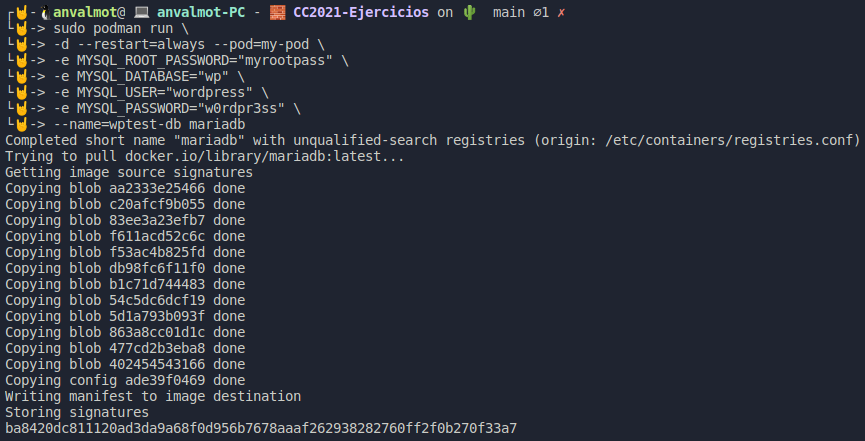 ┌🤘-🐧anvalmot@ 💻 anvalmot-PC - 🧱 CC2021-Ejercicios on 🌵  main ∅1 ✗
└🤘-> sudo podman run \
└🤘-> -d --restart=always --pod=my-pod \
└🤘-> -e MYSQL_ROOT_PASSWORD="myrootpass" \
└🤘-> -e MYSQL_DATABASE="wp" \
└🤘-> -e MYSQL_USER="wordpress" \
└🤘-> -e MYSQL_PASSWORD="w0rdpr3ss" \
└🤘-> --name=wptest-db mariadb
Completed short name "mariadb" with unqualified-search registries (origin: /etc/containers/registries.conf)
Trying to pull docker.io/library/mariadb:latest...
Getting image source signatures
Copying blob aa2333e25466 done
Copying blob c20afcf9b055 done
Copying blob 83ee3a23efb7 done
Copying blob f611acd52c6c done
Copying blob f53ac4b825fd done
Copying blob db98fc6f11f0 done
Copying blob b1c71d744483 done
Copying blob 54c5dc6dcf19 done
Copying blob 5d1a793b093f done
Copying blob 863a8cc01d1c done
Copying blob 477cd2b3eba8 done
Copying blob 402454543166 done
Copying config ade39f0469 done
Writing manifest to image destination
Storing signatures
ba8420dc811120ad3da9a68f0d956b7678aaaf262938282760ff2f0b270f33a7